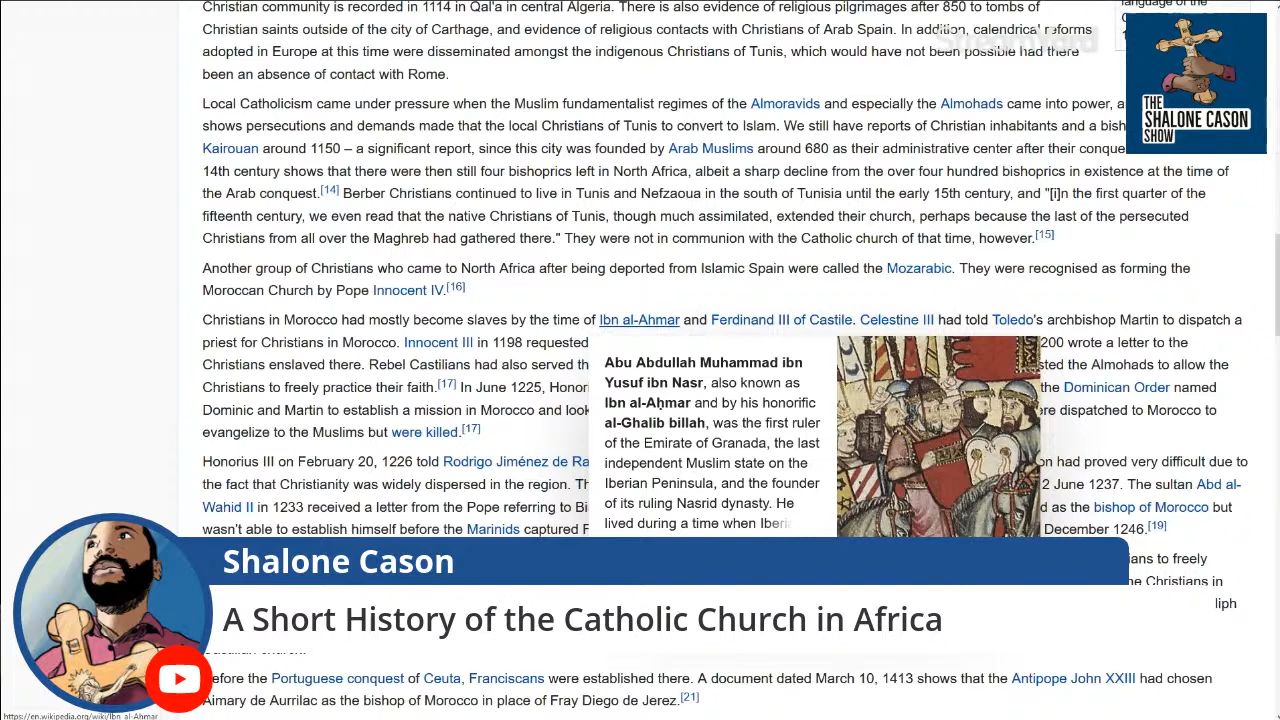 Christian community is recorded in 1114 in Qal'a in central Algeria. There is also evidence of religious pilgrimages after 850 to tombs of
Christian saints outside of the city of Carthage, and evidence of religious contacts with Christians of Arab Spain. In addition, calendrical reforms
adopted in Europe at this time were disseminated amongst the indigenous Christians of Tunis, which would have not been possible had there
been an absence of contact with Rome.
language of the
StreamYard
THE
SHALONE CASON
SHOW
Local Catholicism came under pressure when the Muslim fundamentalist regimes of the Almoravids and especially the Almohads came into power, a
shows persecutions and demands made that the local Christians of Tunis to convert to Islam. We still have reports of Christian inhabitants and a bish
Kairouan around 1150 – a significant report, since this city was founded by Arab Muslims around 680 as their administrative center after their conque
14th century shows that there were then still four bishoprics left in North Africa, albeit a sharp decline from the over four hundred bishoprics in existence at the time of
the Arab conquest.[14] Berber Christians continued to live in Tunis and Nefzaoua in the south of Tunisia until the early 15th century, and "[i]n the first quarter of the
fifteenth century, we even read that the native Christians of Tunis, though much assimilated, extended their church, perhaps because the last of the persecuted
Christians from all over the Maghreb had gathered there." They were not in communion with the Catholic church of that time, however.[15]
Another group of Christians who came to North Africa after being deported from Islamic Spain were called the Mozarabic. They were recognised as forming the
Moroccan Church by Pope Innocent IV.[16]
Christians in Morocco had mostly become slaves by the time of Ibn al-Ahmar and Ferdinand III of Castile. Celestine III had told Toledo's archbishop Martin to dispatch a
priest for Christians in Morocco. Innocent III in 1198 requested 200 wrote a letter to the
Christians enslaved there. Rebel Castilians had also served th sted the Almohads to allow the
Christians to freely practice their faith.[17] In June 1225, Honori the Dominican Order named
Dominic and Martin to establish a mission in Morocco and look ere dispatched to Morocco to
evangelize to the Muslims but were killed.[17]
Abu Abdullah Muhammad ibn
Yusuf ibn Nasr, also known as
Ibn al-Aḥmar and by his honorific
al-Ghalib billah, was the first ruler
of the Emirate of Granada, the last
independent Muslim state on the
Iberian Peninsula, and the founder
of its ruling Nasrid dynasty. He
lived during a time when Iberia
Honorius III on February 20, 1226 told Rodrigo Jiménez de Ra on had proved very difficult due to
the fact that Christianity was widely dispersed in the region. Th 2 June 1237. The sultan Abd al-
Wahid II in 1233 received a letter from the Pope referring to Bi d as the bishop of Morocco but
wasn't able to establish himself before the Marinids captured F December 1246.[19]
ians to freely
he Christians in
liph
Shalone Cason
A Short History of the Catholic Church in Africa
efore the Portuguese conquest of Ceuta, Franciscans were established there. A document dated March 10, 1413 shows that the Antipope John XXIII had chosen
Aimary de Aurrilac as the bishop of Morocco in place of Fray Diego de Jerez.[21]
https://en.wikipedia.org/wiki/Ibn_al-Ahmar